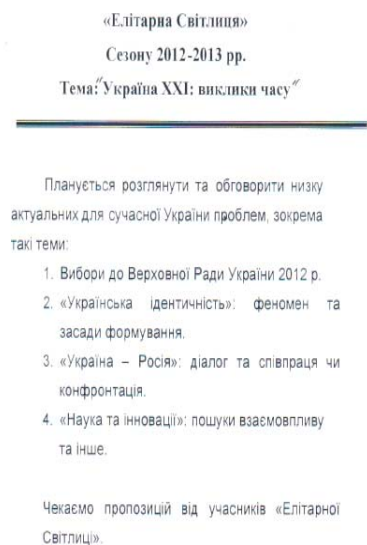 «Елітарна Світлиця»
Сезону 2012-2013 рр.
Тема:"Україна XXI: виклики часу"
Планується розглянути та обговорити низку
актуальних для сучасної України проблем, зокрема
такі теми:
1. Вибори до Верховної Ради України 2012 р.
2. «Українська ідентичність»: феномен та
засади формування.
3. «Україна – Росія»: діалог та співпраця чи
конфронтація.
4. «Наука та інновації»: пошуки взаємовпливу
та інше.
Чекаємо пропозицій від учасників «Елітарної
Світлиці».